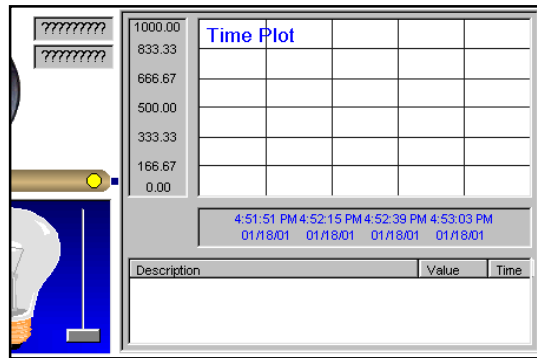 ?????????
?????????
1000.00
833.33
666.67
500.00
333.33
166.67
0.00
Time Plot
4:51:51 PM 4:52:15 PM 4:52:39 PM 4:53:03 PM
01/18/01 01/18/01 01/18/01 01/18/01
Description Value Time